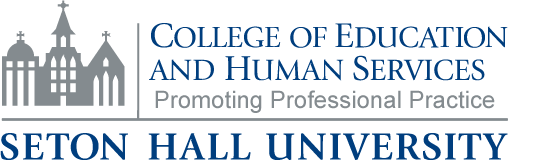 COLLEGE OF EDUCATION
AND HUMAN SERVICES
Promoting Professional Practice
SETON HALL UNIVERSITY